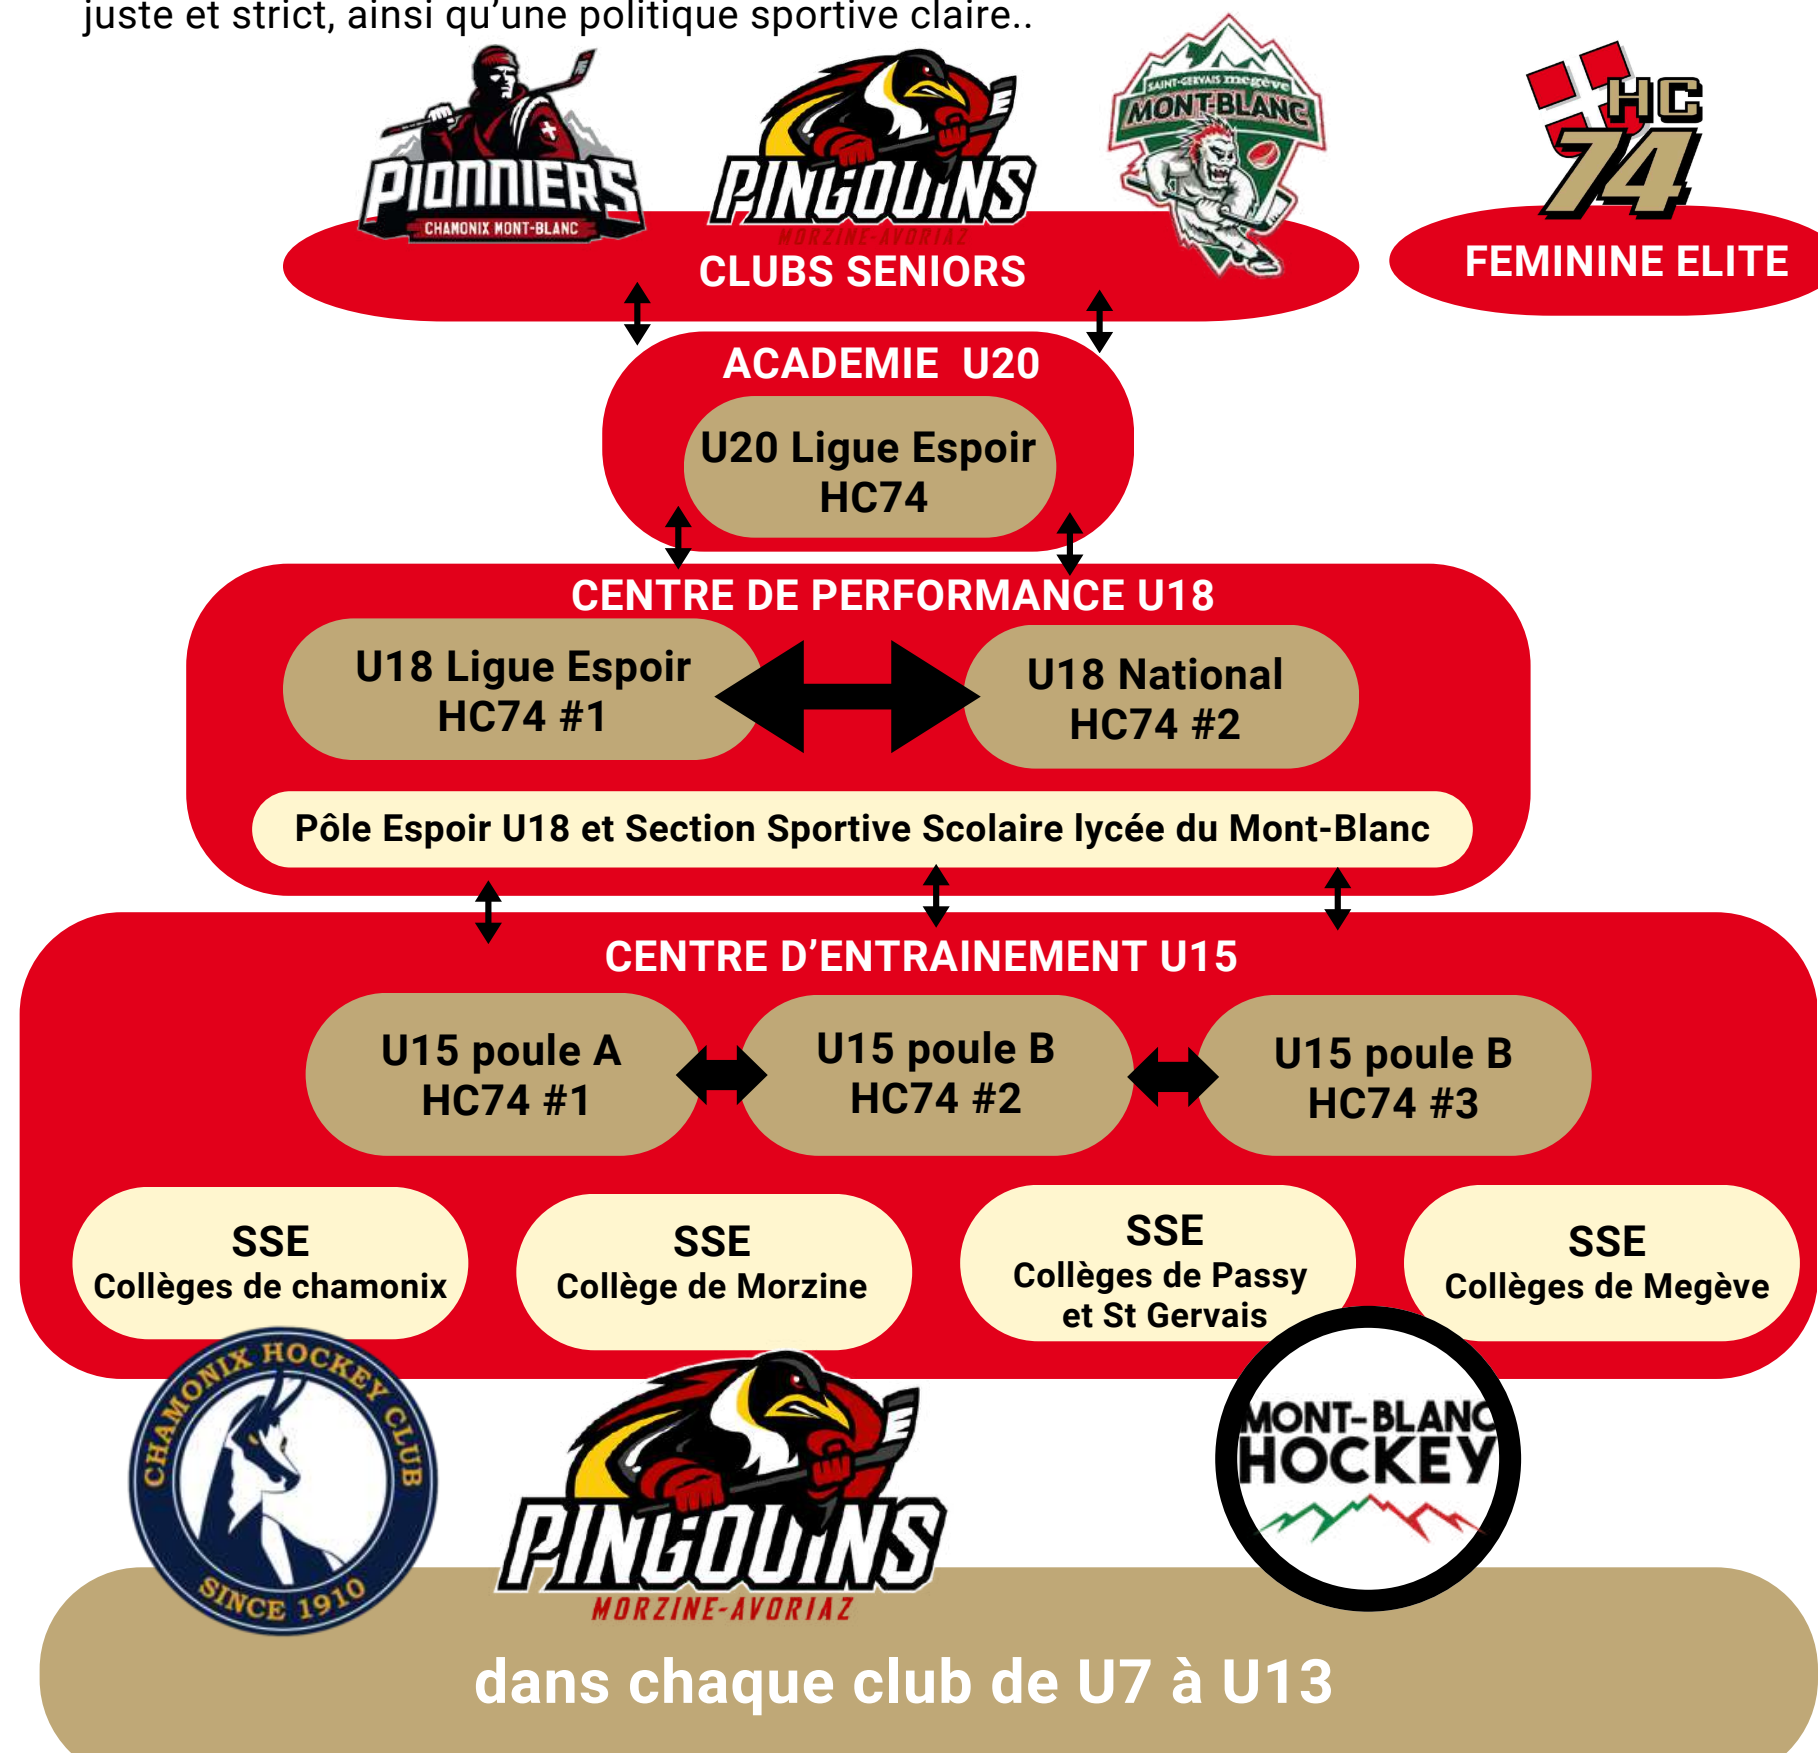 juste et strict, ainsi qu'une politique sportive claire..
PIONNIERS
CHAMONIX MONT-BLANC
PINGOUINS
MORZINE-AVORIAZ
SAINT-GERVAIS megève
MONT-BLANC
HC
74
CLUBS SENIORS
FEMININE ELITE
ACADEMIE U20
U20 Ligue Espoir
HC74
CENTRE DE PERFORMANCE U18
U18 Ligue Espoir
HC74 #1
U18 National
HC74 #2
Pôle Espoir U18 et Section Sportive Scolaire lycée du Mont-Blanc
CENTRE D'ENTRAINEMENT U15
U15 poule A
HC74 #1
U15 poule B
HC74 #2
U15 poule B
HC74 #3
SSE
Collèges de chamonix
SSE
Collège de Morzine
SSE
Collèges de Passy
et St Gervais
SSE
Collèges de Megève
CHAMONIX HOCKEY CLUB
SINCE 1910
PINGOUINS
MORZINE-AVORIAZ
MONT-BLANC
HOCKEY
dans chaque club de U7 à U13